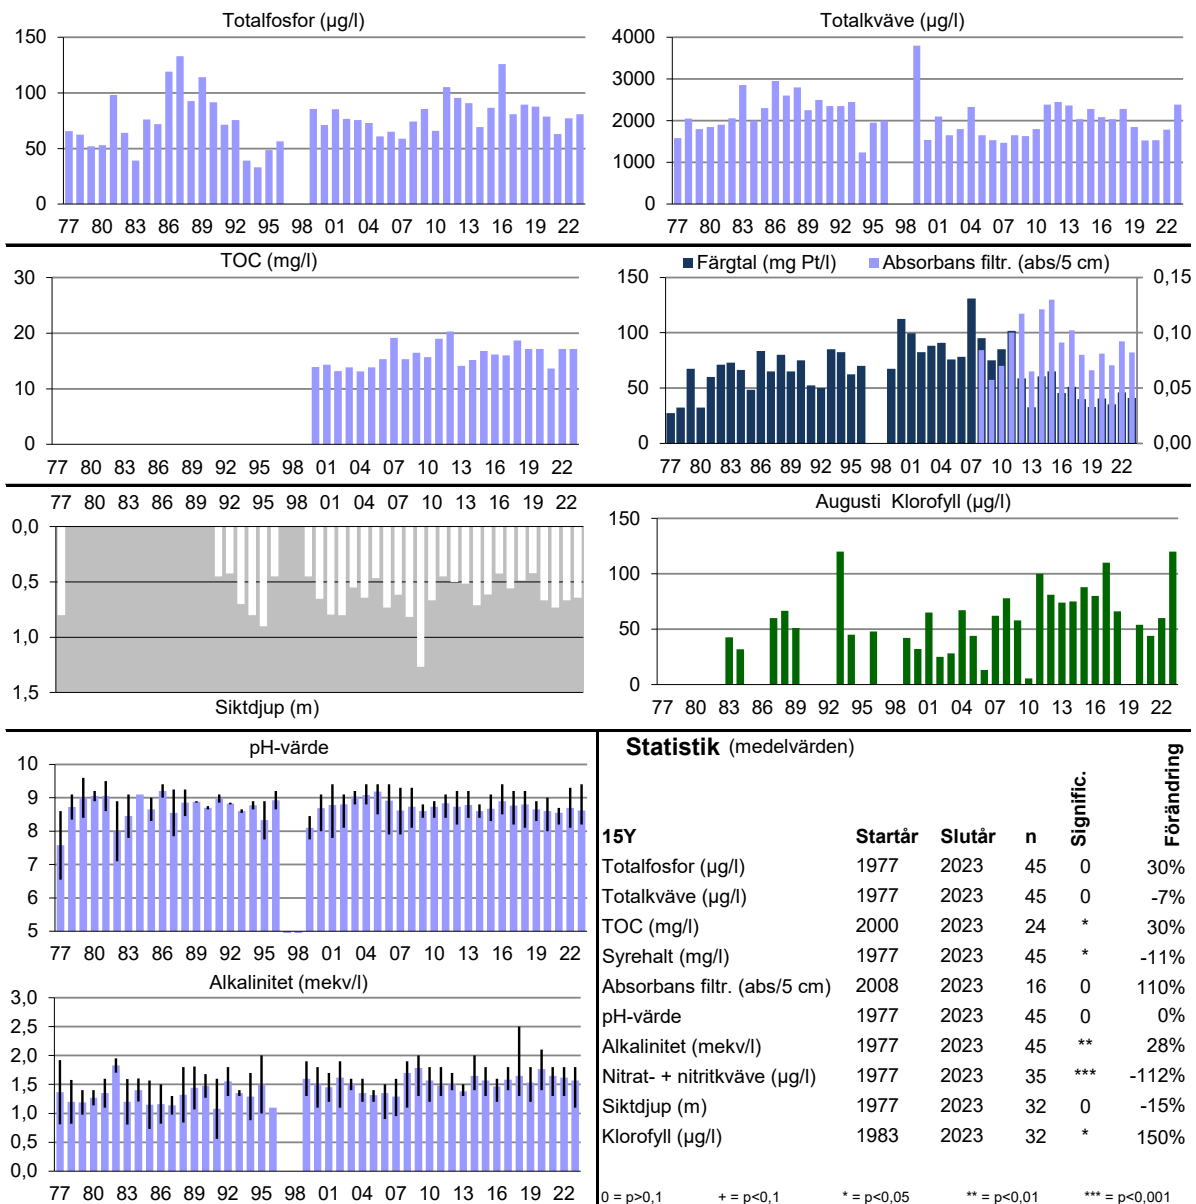 Totalfosfor (µg/l)
150
100
50
0
77 80 83 86 89 92 95 98 01 04 07 10 13 16 19 22
Totalkväve (µg/l)
4000
3000
2000
1000
0
77 80 83 86 89 92 95 98 01 04 07 10 13 16 19 22
TOC (mg/l)
30
20
10
0
77 80 83 86 89 92 95 98 01 04 07 10 13 16 19 22
Färgtal (mg Pt/l) Absorbans filtr. (abs/5 cm)
150
100
50
0
0,15
0,10
0,05
0,00
77 80 83 86 89 92 95 98 01 04 07 10 13 16 19 22
77 80 83 86 89 92 95 98 01 04 07 10 13 16 19 22
0,0
0,5
1,0
1,5
Siktdjup (m)
Augusti Klorofyll (µg/l)
150
100
50
0
77 80 83 86 89 92 95 98 01 04 07 10 13 16 19 22
pH-värde
10
9
8
7
6
5
77 80 83 86 89 92 95 98 01 04 07 10 13 16 19 22
Alkalinitet (mekv/l)
3,0
2,5
2,0
1,5
1,0
0,5
0,0
77 80 83 86 89 92 95 98 01 04 07 10 13 16 19 22
Statistik (medelvärden)
15Y Startår Slutår n Signific. Förändring
Totalfosfor (µg/l) 1977 2023 45 0 30%
Totalkväve (µg/l) 1977 2023 45 0 -7%
TOC (mg/l) 2000 2023 24 * 30%
Syrehalt (mg/l) 1977 2023 45 * -11%
Absorbans filtr. (abs/5 cm) 2008 2023 16 0 110%
pH-värde 1977 2023 45 0 0%
Alkalinitet (mekv/l) 1977 2023 45 ** 28%
Nitrat- + nitritkväve (µg/l) 1977 2023 35 *** -112%
Siktdjup (m) 1977 2023 32 0 -15%
Klorofyll (µg/l) 1983 2023 32 * 150%
0 = p>0,1 + = p<0,1 * = p<0,05 ** = p<0,01 *** = p<0,001